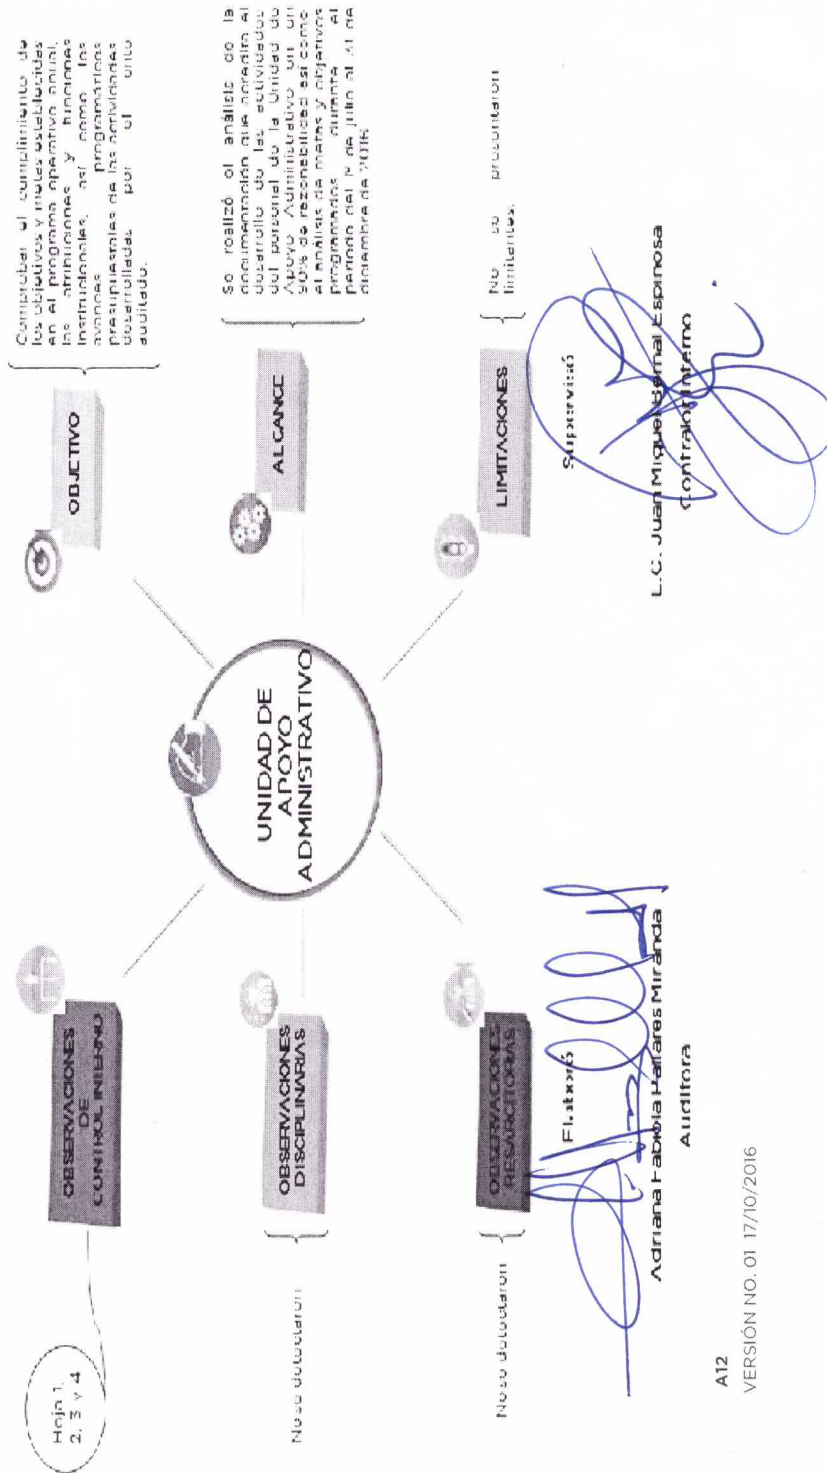 Hoja 1,
2, 3 y 4
OBSERVACIONES
DE
CONTROL INTERNO
OBJETIVO
Comprobar el cumplimiento de
los objetivos y metas establecidas
en el programa operativo anual,
las atribuciones y funciones
institucionales, así como los
avances programáticos
presupuestales de las actividades
desarrolladas por el ente
auditado.
UNIDAD DE
APOYO
ADMINISTRATIVO
No se detectaron
OBSERVACIONES
DISCIPLINARIAS
ALCANCE
Se realizó el análisis de la
documentación que acredita el
desarrollo de las actividades
del personal de la Unidad de
Apoyo Administrativo en un
90% de razonabilidad así como
el análisis de metas y objetivos
programados durante el
periodo del 1º de julio al 31 de
diciembre de 2016
No se detectaron
OBSERVACIONES
RESARCITORIAS
LIMITACIONES
No se presentaron
limitantes.
Elaboró
Adriana Fabiola Pallares Miranda
Auditora
Supervisó
L.C. Juan Miguel Bernal Espinosa
Contralor Interno
A12
VERSIÓN NO. 01 17/10/2016